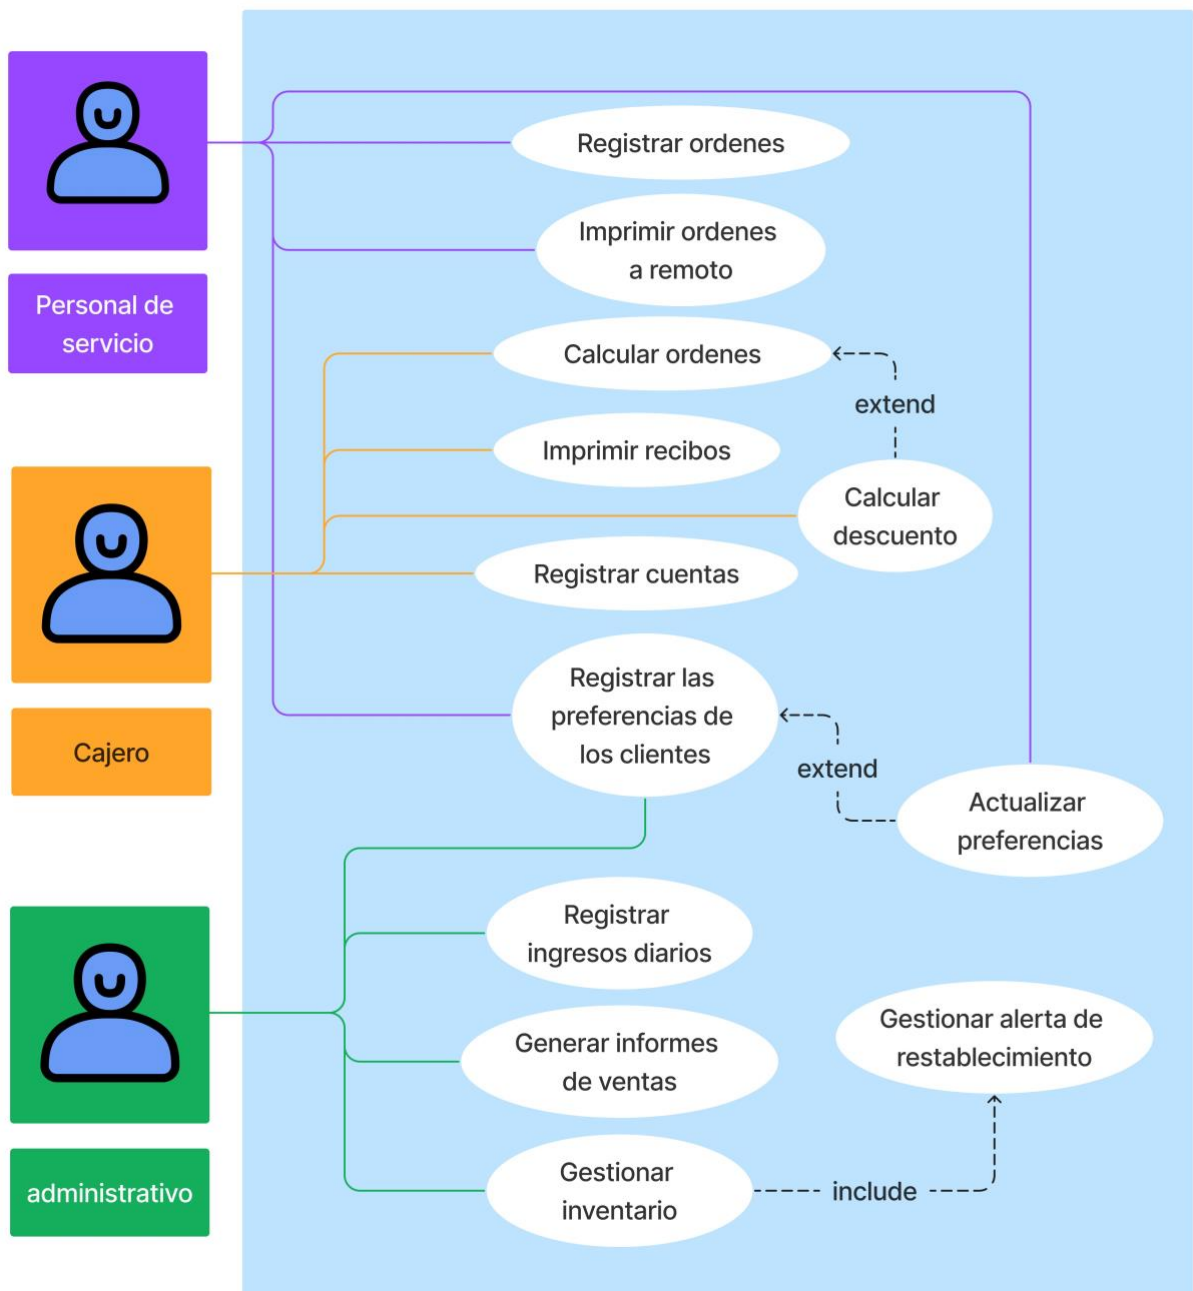 Registrar ordenes
Imprimir ordenes
a remoto
Personal de
servicio
Calcular ordenes
extend
Imprimir recibos
Calcular
descuento
Registrar cuentas
Registrar las
preferencias de
los clientes
Cajero
extend
Actualizar
preferencias
Registrar
ingresos diarios
Gestionar alerta de
restablecimiento
Generar informes
de ventas
Gestionar
inventario
include
administrativo